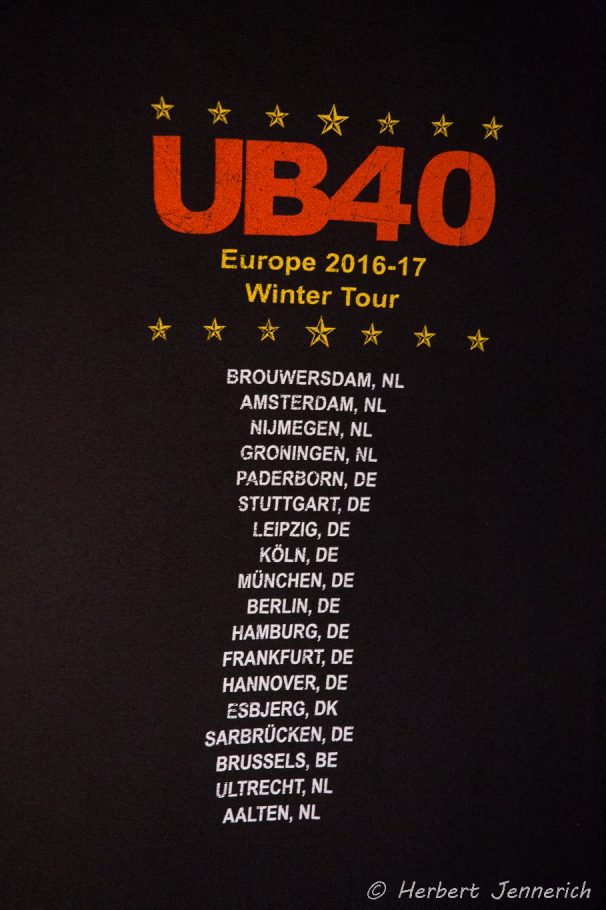 UB40
Europe 2016-17
Winter Tour
BROUWERSDAM, NL
AMSTERDAM, NL
NIJMEGEN, NL
GRONINGEN, NL
PADERBORN, DE
STUTTGART, DE
LEIPZIG, DE
KÖLN, DE
MÜNCHEN, DE
BERLIN, DE
HAMBURG, DE
FRANKFURT, DE
HANNOVER, DE
ESBJERG, DK
SARBRÜCKEN, DE
BRUSSELS, BE
ULTRECHT, NL
AALTEN, NL
© Herbert Jennerich